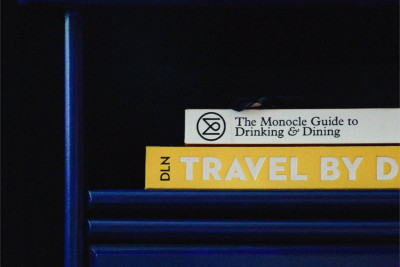 The Monocle Guide to
Drinking & Dining
DLN
TRAVEL BY D